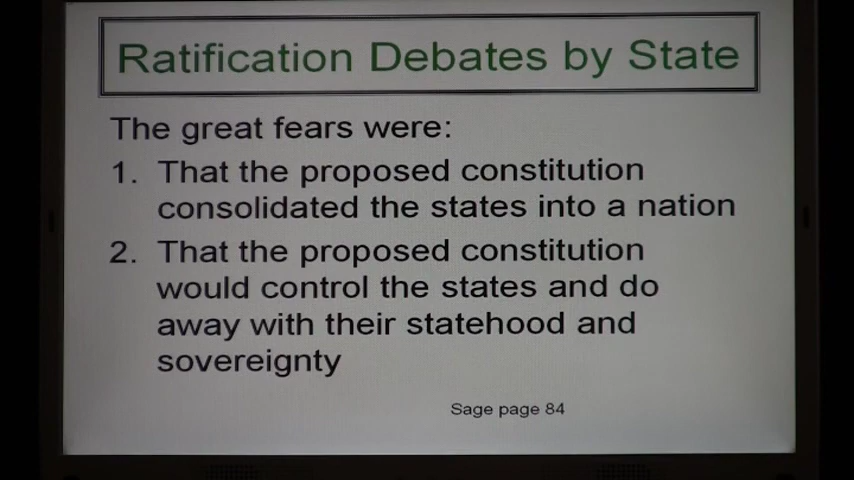 Ratification Debates by State
The great fears were:
1. That the proposed constitution
consolidated the states into a nation
2. That the proposed constitution
would control the states and do
away with their statehood and
sovereignty
Sage page 84